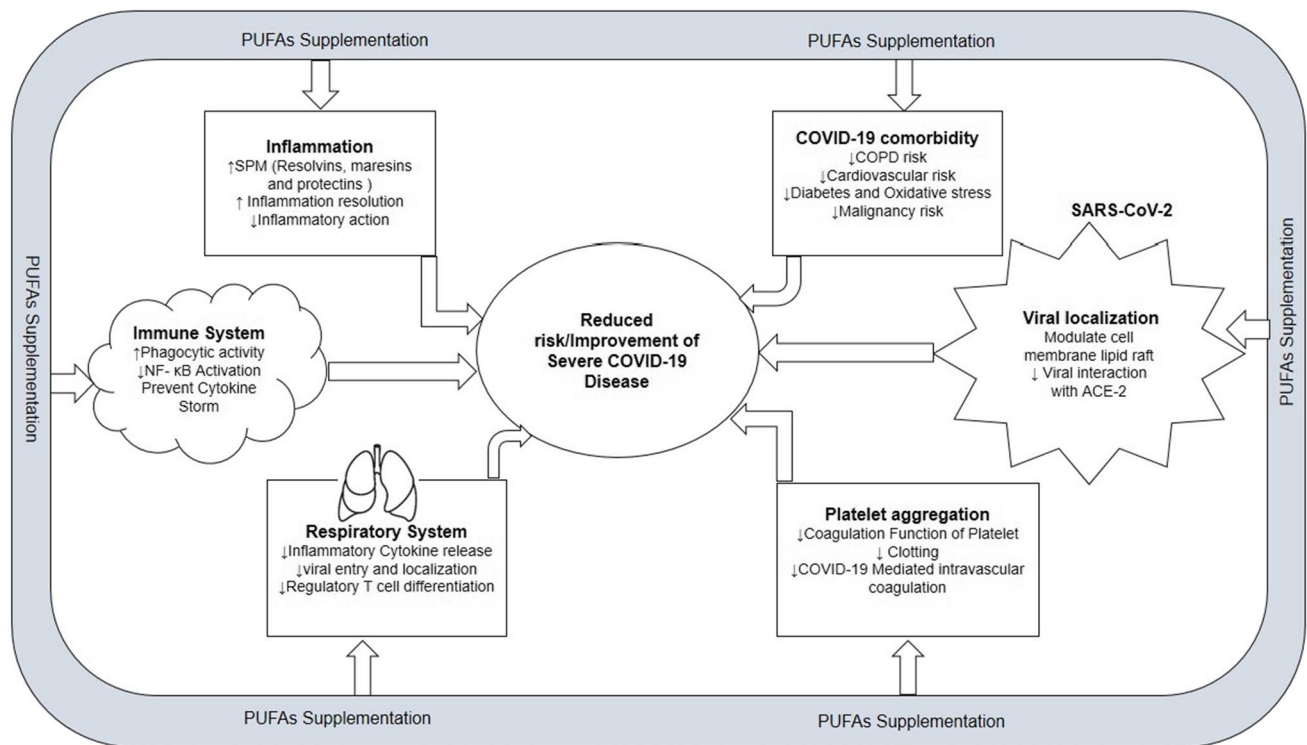 PUFAs Supplementation
PUFAs Supplementation
Inflammation
↑SPM (Resolvins, maresins
and protectins )
↑ Inflammation resolution
↓Inflammatory action
COVID-19 comorbidity
↓COPD risk
↓Cardiovascular risk
↓Diabetes and Oxidative stress
↓Malignancy risk
SARS-CoV-2
PUFAs Supplementation
Immune System
↑Phagocytic activity
↓NF- κB Activation
Prevent Cytokine
Storm
Reduced
risk/Improvement of
Severe COVID-19
Disease
Viral localization
Modulate cell
membrane lipid raft
↓ Viral interaction
with ACE-2
PUFAs Supplementation
Respiratory System
↓Inflammatory Cytokine release
↓viral entry and localization
↓Regulatory T cell differentiation
Platelet aggregation
↓Coagulation Function of Platelet
↓ Clotting
↓COVID-19 Mediated intravascular
coagulation
PUFAs Supplementation
PUFAs Supplementation